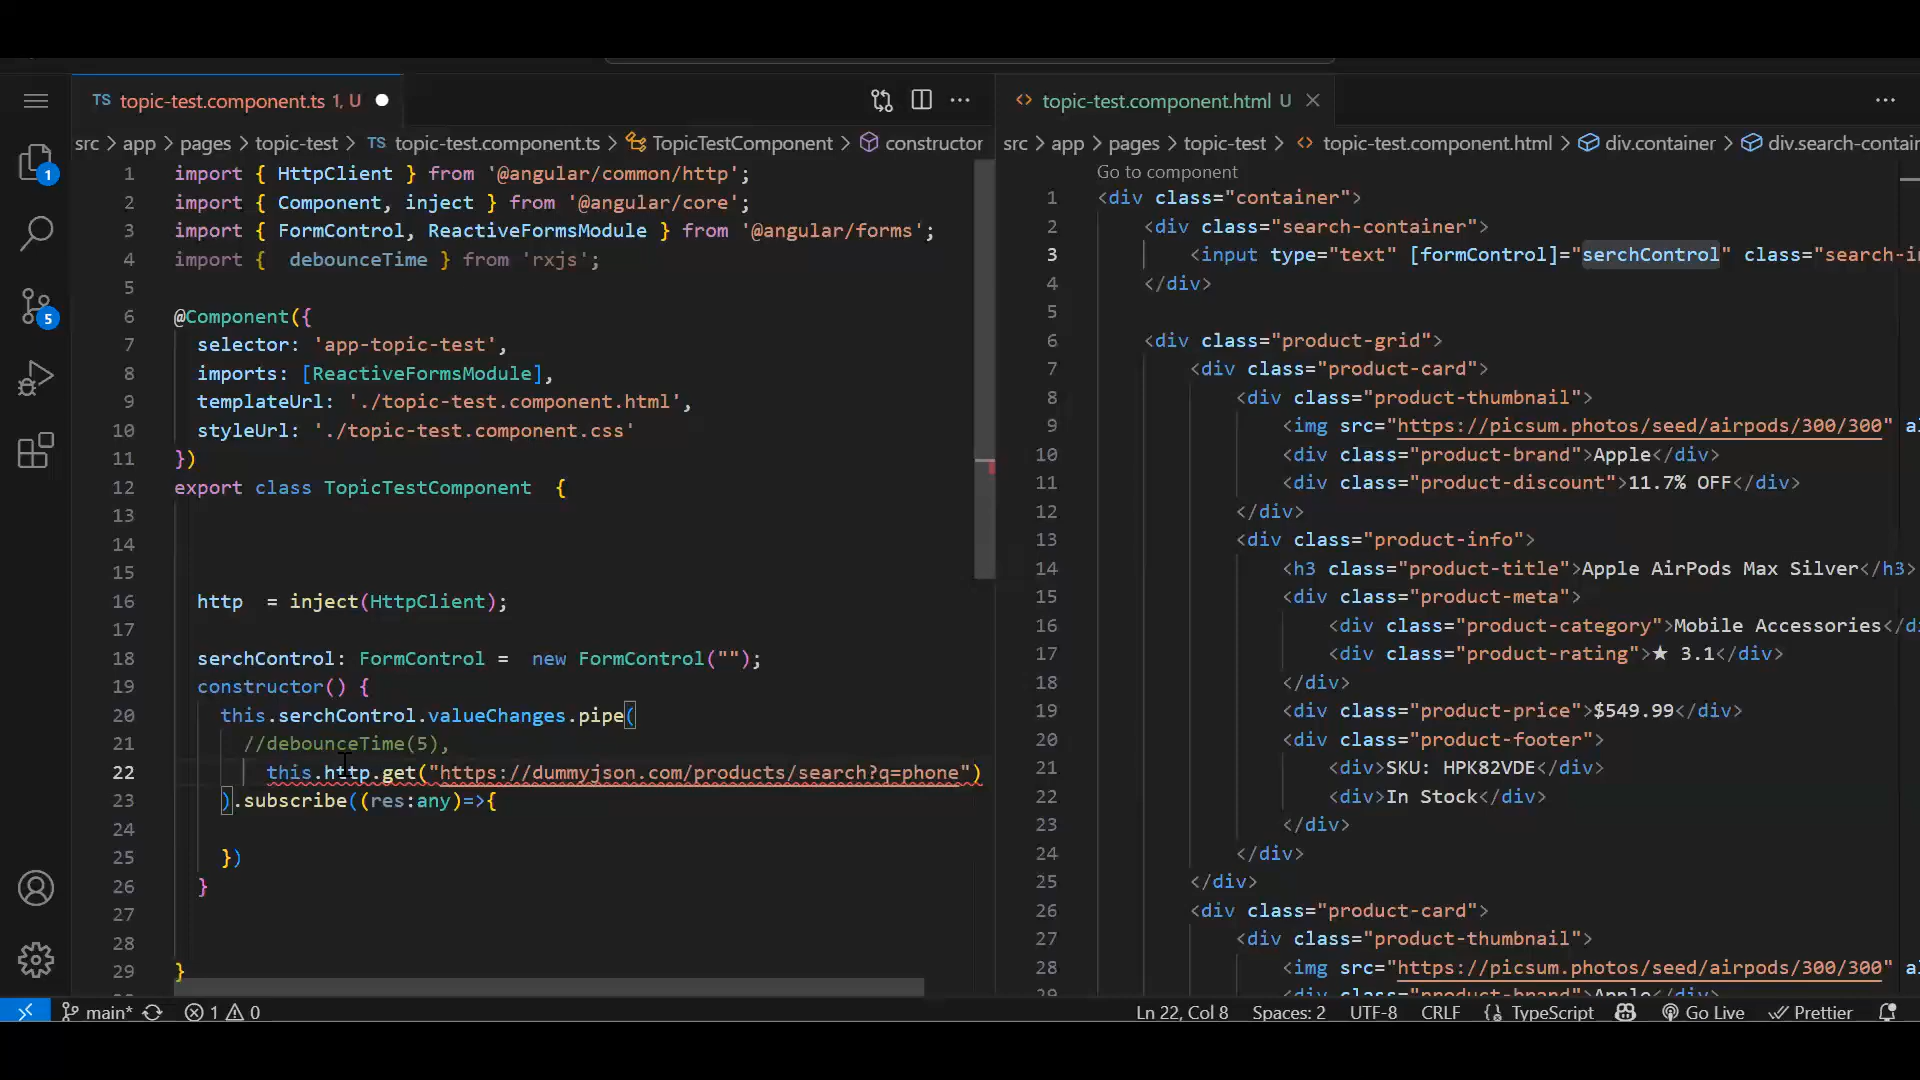 topic-test.component.ts 1, U
src > app > pages > topic-test > TS topic-test.component.ts > TopicTestComponent > constructor
1 import { HttpClient } from '@angular/common/http';
2 import { Component, inject } from '@angular/core';
3 import { FormControl, ReactiveFormsModule } from '@angular/forms';
4 import {  debounceTime } from 'rxjs';
5
6 @Component({
7 selector: 'app-topic-test',
8 imports: [ReactiveFormsModule],
9 templateUrl: './topic-test.component.html',
10 styleUrl: './topic-test.component.css'
11 })
12 export class TopicTestComponent  {
13
14
15
16 http  = inject(HttpClient);
17
18 serchControl: FormControl =  new FormControl("");
19 constructor() {
20 this.serchControl.valueChanges.pipe(
21 //debounceTime(5),
22 this.http.get("https://dummyjson.com/products/search?q=phone")
23 ).subscribe((res:any)=>{
24
25 })
26 }
27
28
29 }
topic-test.component.html U
src > app > pages > topic-test > topic-test.component.html > div.container > div.search-contain
Go to component
1 <div class="container">
2 <div class="search-container">
3 <input type="text" [formControl]="serchControl" class="search-i
4 </div>
5
6 <div class="product-grid">
7 <div class="product-card">
8 <div class="product-thumbnail">
9 <img src="https://picsum.photos/seed/airpods/300/300" al
10 <div class="product-brand">Apple</div>
11 <div class="product-discount">11.7% OFF</div>
12 </div>
13 <div class="product-info">
14 <h3 class="product-title">Apple AirPods Max Silver</h3>
15 <div class="product-meta">
16 <div class="product-category">Mobile Accessories</di
17 <div class="product-rating">★ 3.1</div>
18 </div>
19 <div class="product-price">$549.99</div>
20 <div class="product-footer">
21 <div>SKU: HPK82VDE</div>
22 <div>In Stock</div>
23 </div>
24 </div>
25 </div>
26 <div class="product-card">
27 <div class="product-thumbnail">
28 <img src="https://picsum.photos/seed/airpods/300/300" al
29 <div class="product-brand">Apple</div>
1
5
main* 1 0 Ln 22, Col 8 Spaces: 2 UTF-8 CRLF TypeScript Go Live Prettier